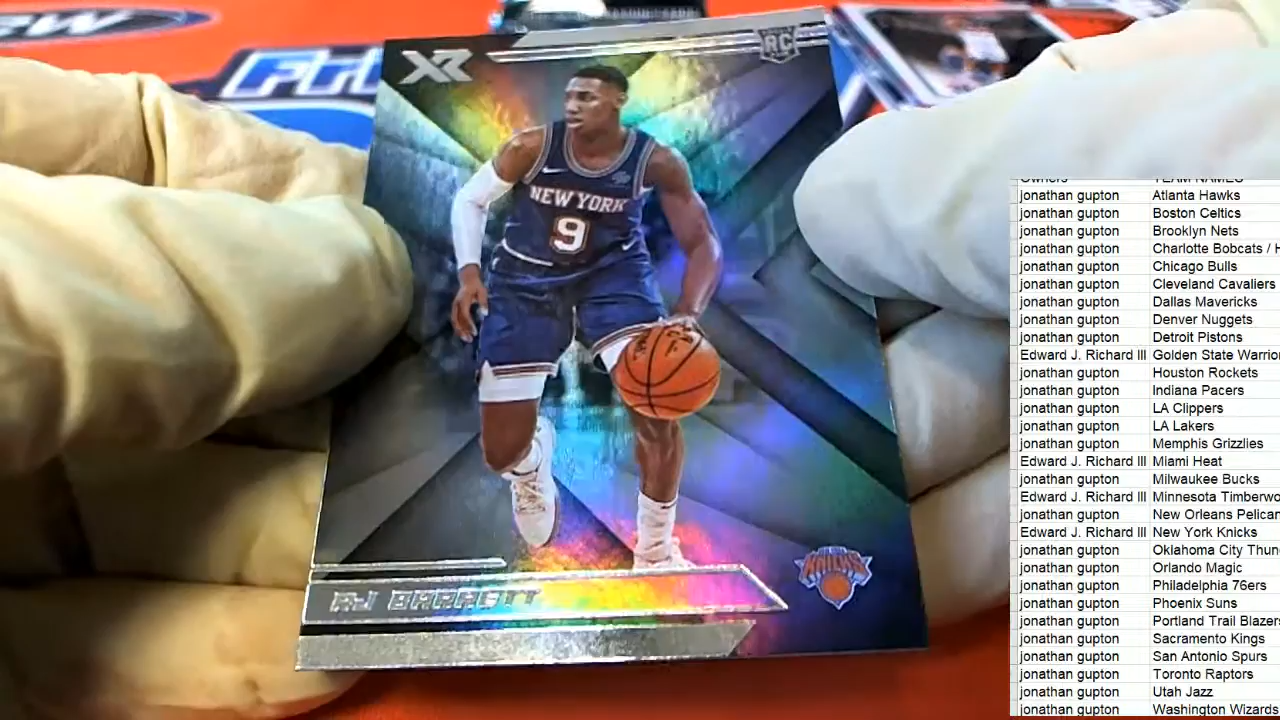 XR
RC
NEW YORK
9
RJ BARRETT
KNICKS
Owners TEAM NAMES
jonathan gupton Atlanta Hawks
jonathan gupton Boston Celtics
jonathan gupton Brooklyn Nets
jonathan gupton Charlotte Bobcats / H
jonathan gupton Chicago Bulls
jonathan gupton Cleveland Cavaliers
jonathan gupton Dallas Mavericks
jonathan gupton Denver Nuggets
jonathan gupton Detroit Pistons
Edward J. Richard III Golden State Warrio
jonathan gupton Houston Rockets
jonathan gupton Indiana Pacers
jonathan gupton LA Clippers
jonathan gupton LA Lakers
jonathan gupton Memphis Grizzlies
Edward J. Richard III Miami Heat
jonathan gupton Milwaukee Bucks
Edward J. Richard III Minnesota Timberwo
jonathan gupton New Orleans Pelican
Edward J. Richard III New York Knicks
jonathan gupton Oklahoma City Thun
jonathan gupton Orlando Magic
jonathan gupton Philadelphia 76ers
jonathan gupton Phoenix Suns
jonathan gupton Portland Trail Blazers
jonathan gupton Sacramento Kings
jonathan gupton San Antonio Spurs
jonathan gupton Toronto Raptors
jonathan gupton Utah Jazz
jonathan gupton Washington Wizards